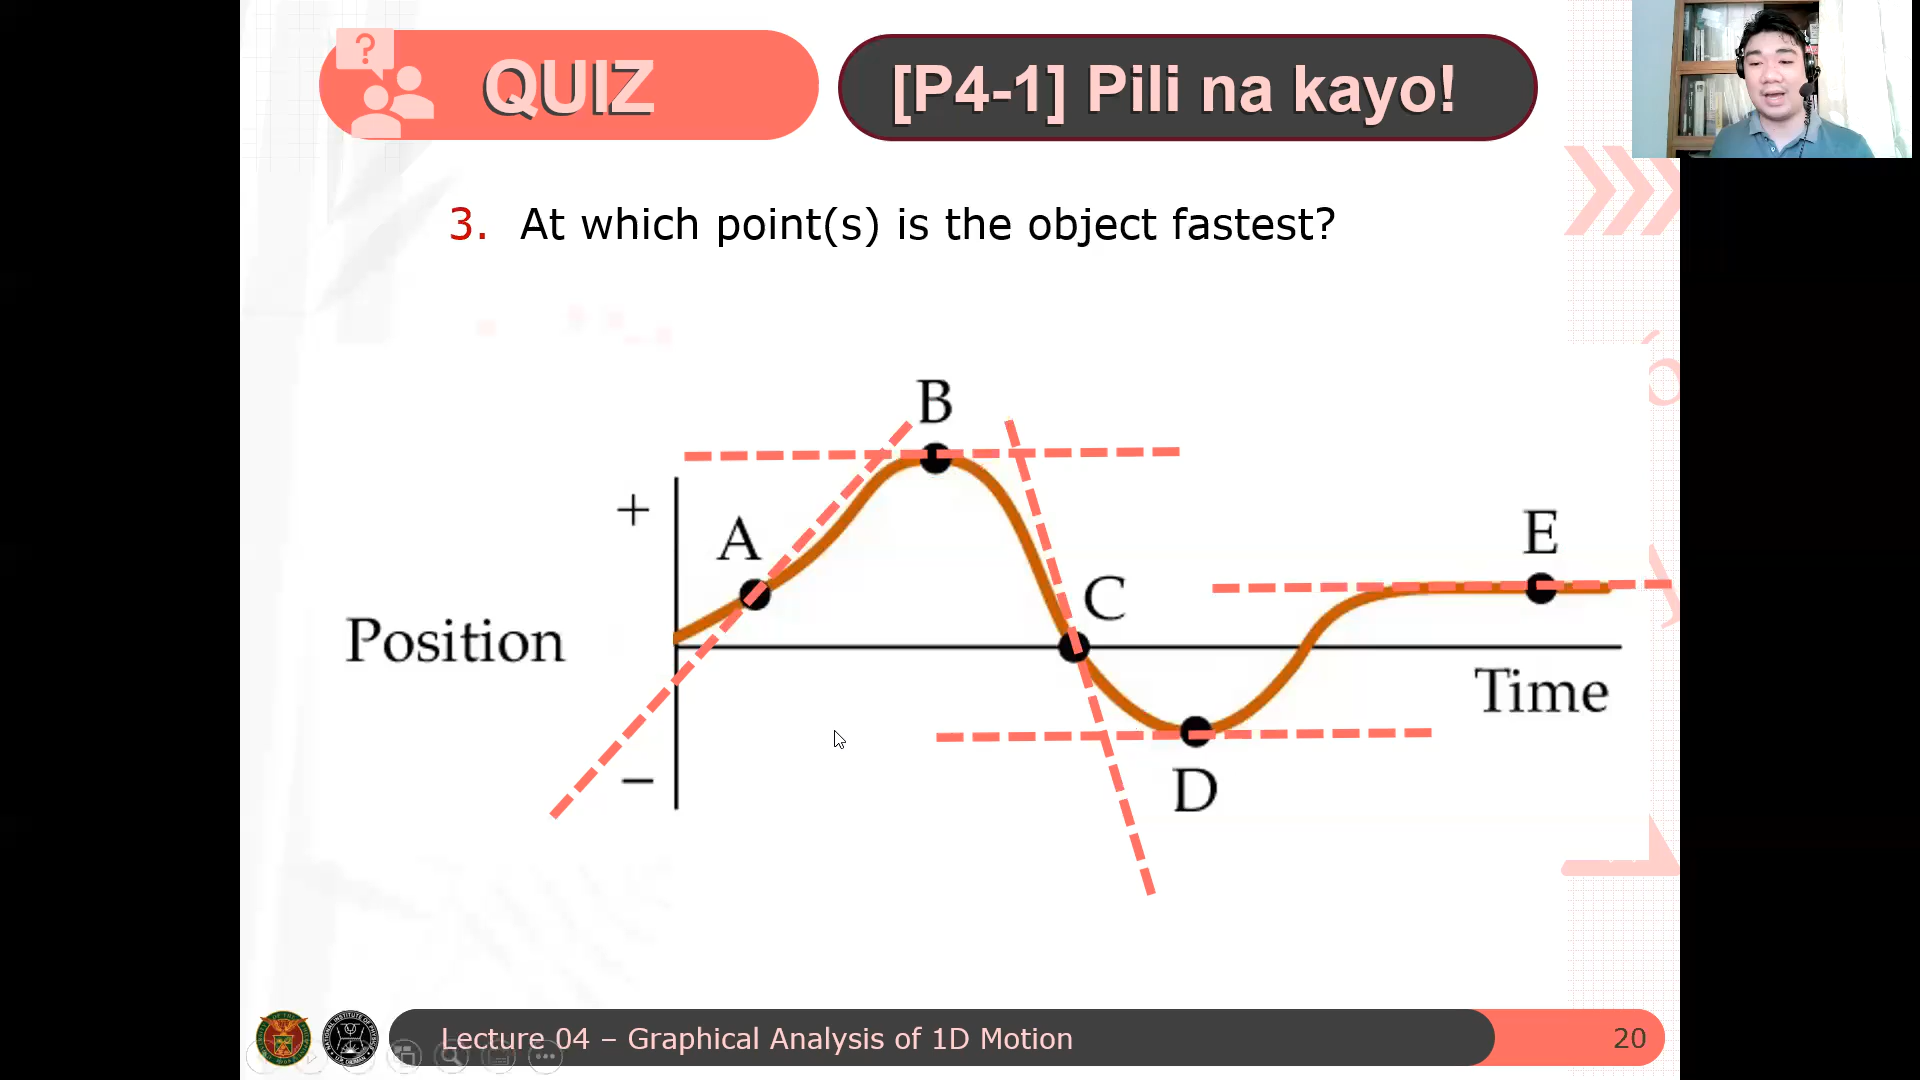 ?
QUIZ
[P4-1] Pili na kayo!
3. At which point(s) is the object fastest?
B
+
A
E
C
Position
Time
−
D
Lecture 04 – Graphical Analysis of 1D Motion
20